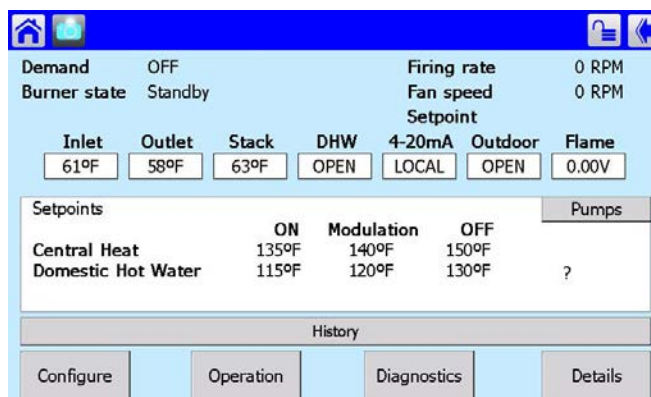 Demand OFF Firing rate 0 RPM
Burner state Standby Fan speed 0 RPM
Setpoint
Inlet Outlet Stack DHW 4-20mA Outdoor Flame
61ºF 58ºF 63ºF OPEN LOCAL OPEN 0.00V
Setpoints Pumps
ON Modulation OFF
Central Heat 135ºF 140ºF 150ºF
Domestic Hot Water 115ºF 120ºF 130ºF ?
History
Configure Operation Diagnostics Details